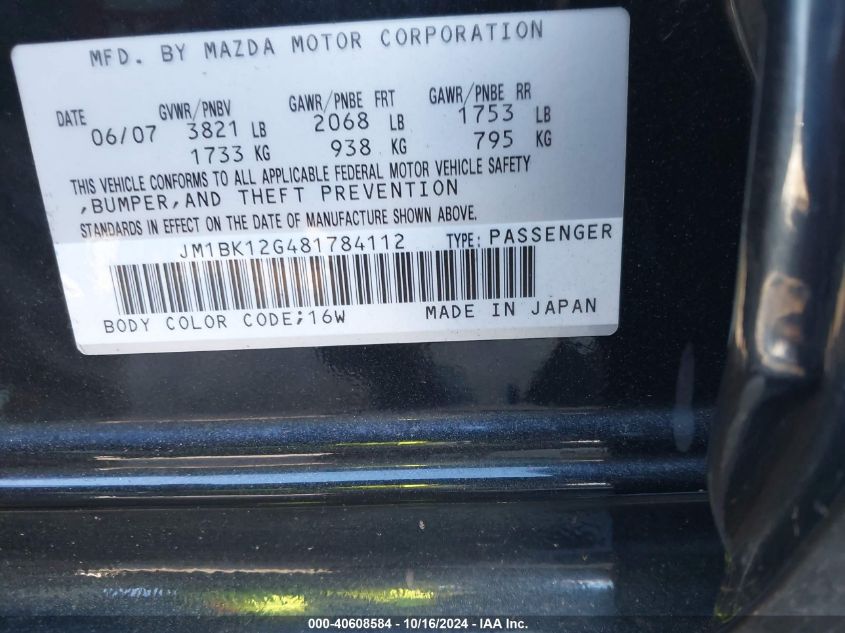 MFD. BY MAZDA MOTOR CORPORATION
DATE GVWR/PNBV GAWR/PNBE FRT GAWR/PNBE RR
06/07 3821 LB 2068 LB 1753 LB
1733 KG 938 KG 795 KG
THIS VEHICLE CONFORMS TO ALL APPLICABLE FEDERAL MOTOR VEHICLE SAFETY
,BUMPER,AND THEFT PREVENTION
STANDARDS IN EFFECT ON THE DATE OF MANUFACTURE SHOWN ABOVE.
JM1BK12G481784112 TYPE: PASSENGER
BODY COLOR CODE;16W MADE IN JAPAN
000-40608584 - 10/16/2024 - IAA Inc.